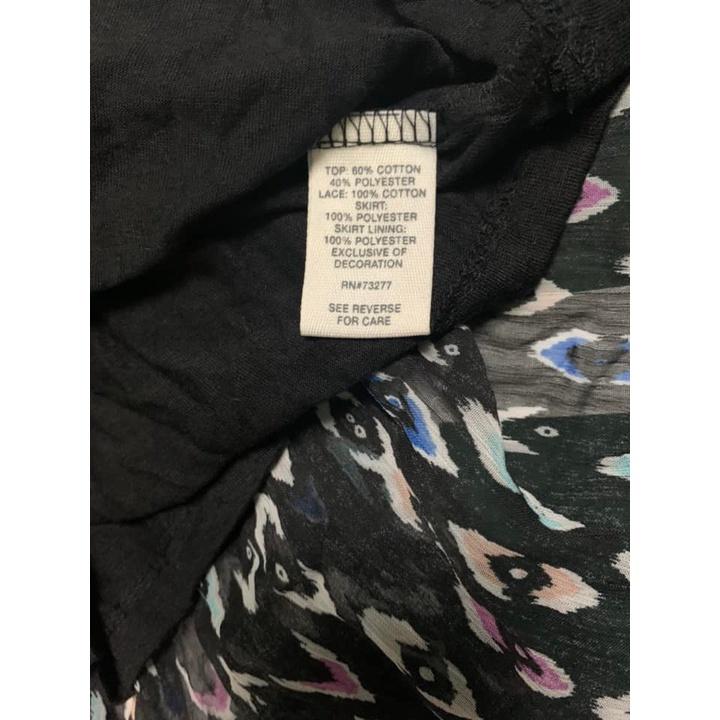 TOP: 60% COTTON
40% POLYESTER
LACE: 100% COTTON
SKIRT:
100% POLYESTER
SKIRT LINING:
100% POLYESTER
EXCLUSIVE OF
DECORATION
RN#73277
SEE REVERSE
FOR CARE